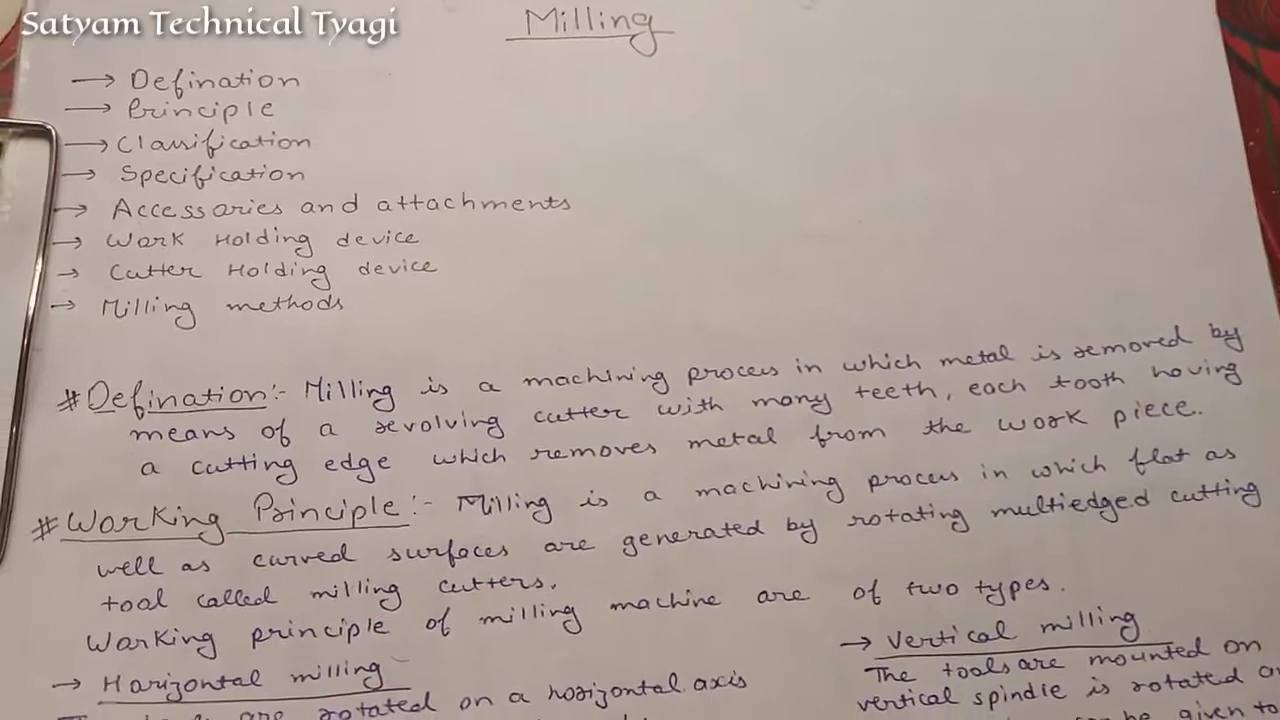 Satyam Technical Tyagi
Milling
→ Defination
→ Principle
→ Classification
→ Specification
→ Accessaries and attachments
→ Work Holding device
→ Cutter Holding device
→ Milling methods
#Defination:- Milling is a machining process in which metal is removed by
means of a revolving cutter with many teeth, each tooth having
a cutting edge which removes metal from the work piece.
#Working Principle:- Milling is a machining process in which flat as
well as curved surfaces are generated by rotating multiedged cutting
tool called milling cutters.
Working principle of milling machine are of two types.
→ Horizontal milling
are rotated on a horizontal axis
→ Vertical milling
The tools are mounted on
vertical spindle is rotated
be given to